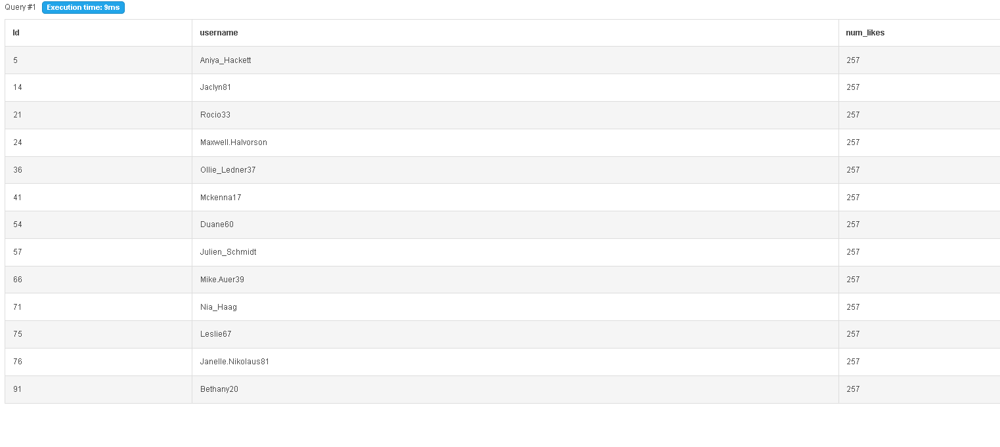 Query #1 Execution time: 9ms
Id username num_likes
5 Aniya_Hackett 257
14 Jaclyn81 257
21 Rocio33 257
24 Maxwell.Halvorson 257
36 Ollie_Ledner37 257
41 Mckenna17 257
54 Duane60 257
57 Julien_Schmidt 257
66 Mike.Auer39 257
71 Nia_Haag 257
75 Leslie67 257
76 Janelle.Nikolaus81 257
91 Bethany20 257